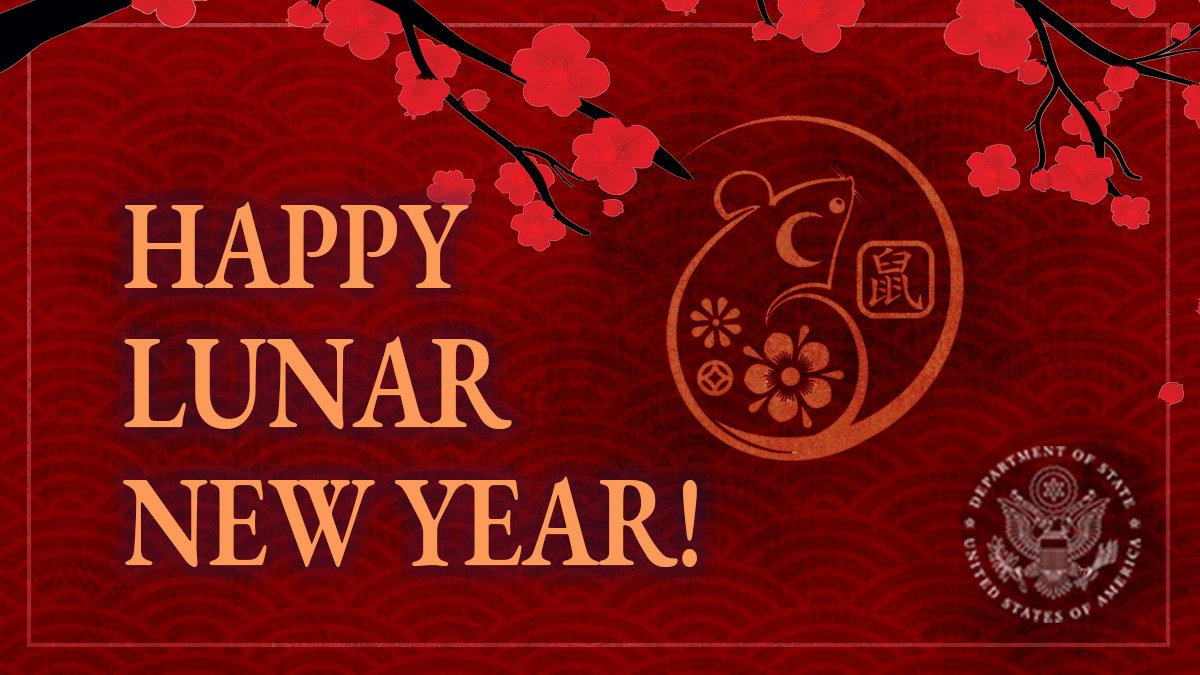 HAPPY
LUNAR
NEW YEAR!
鼠
DEPARTMENT OF STATE
UNITED STATES OF AMERICA